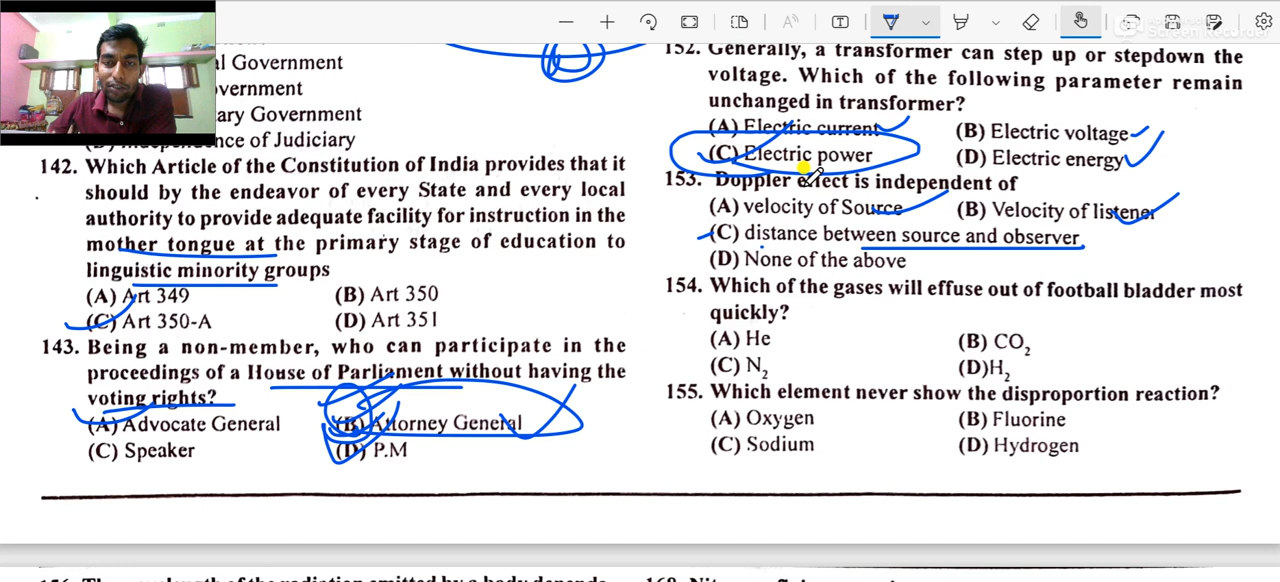 al Government
vernment
ary Government
nce of Judiciary
142. Which Article of the Constitution of India provides that it
should by the endeavor of every State and every local
authority to provide adequate facility for instruction in the
mother tongue at the primary stage of education to
linguistic minority groups
(A) Art 349 (B) Art 350
(C) Art 350-A (D) Art 351
143. Being a non-member, who can participate in the
proceedings of a House of Parliament without having the
voting rights?
(A) Advocate General (B) Attorney General
(C) Speaker (D) P.M
152. Generally, a transformer can step up or stepdown the
voltage. Which of the following parameter remain
unchanged in transformer?
(A) Electric current (B) Electric voltage
(C) Electric power (D) Electric energy
153. Doppler effect is independent of
(A) velocity of Source (B) Velocity of listener
(C) distance between source and observer
(D) None of the above
154. Which of the gases will effuse out of football bladder most
quickly?
(A) He (B) CO₂
(C) N₂ (D)H₂
155. Which element never show the disproportion reaction?
(A) Oxygen (B) Fluorine
(C) Sodium (D) Hydrogen